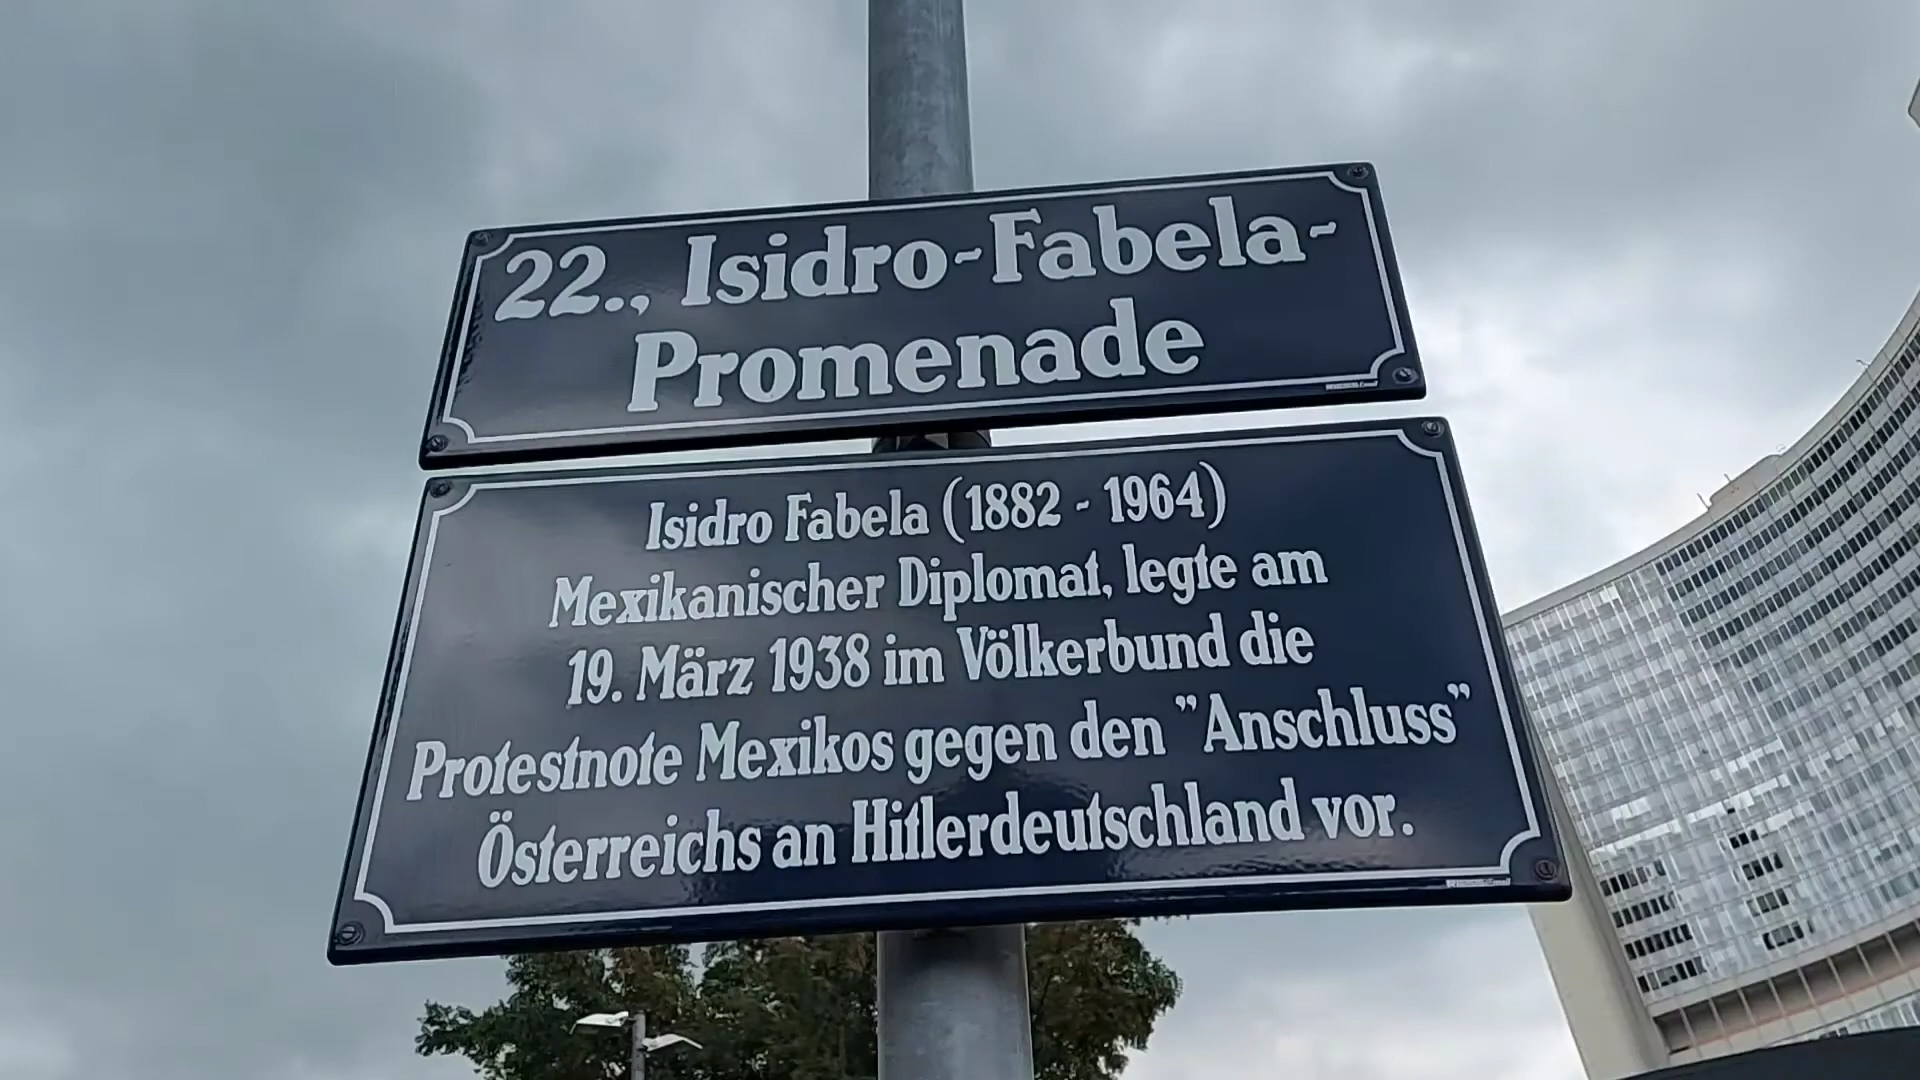 22., Isidro-Fabela-
Promenade
Isidro Fabela (1882 - 1964)
Mexikanischer Diplomat, legte am
19. März 1938 im Völkerbund die
Protestnote Mexikos gegen den "Anschluss"
Österreichs an Hitlerdeutschland vor.